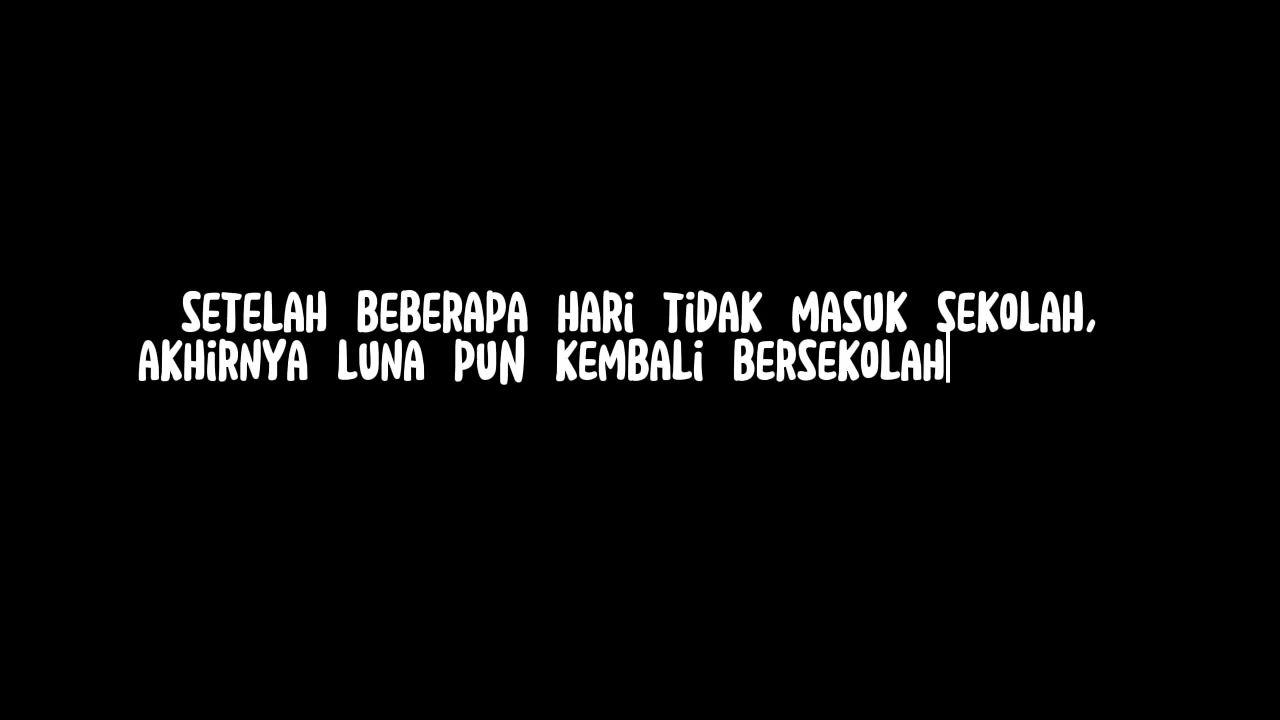 SETELAH BEBERAPA HARI TIDAK MASUK SEKOLAH,
AKHIRNYA LUNA PUN KEMBALI BERSEKOLAH